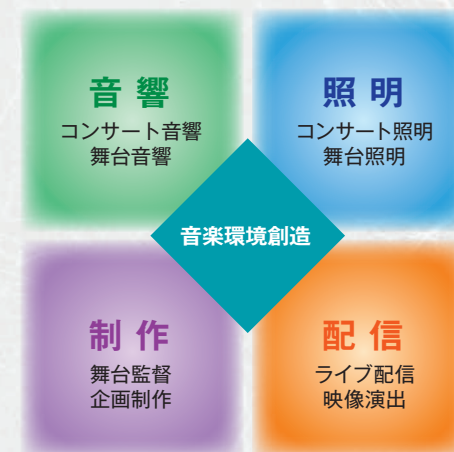 音響
コンサート音響
舞台音響
照明
コンサート照明
舞台照明
音楽環境創造
制作
舞台監督
企画制作
配信
ライブ配信
映像演出